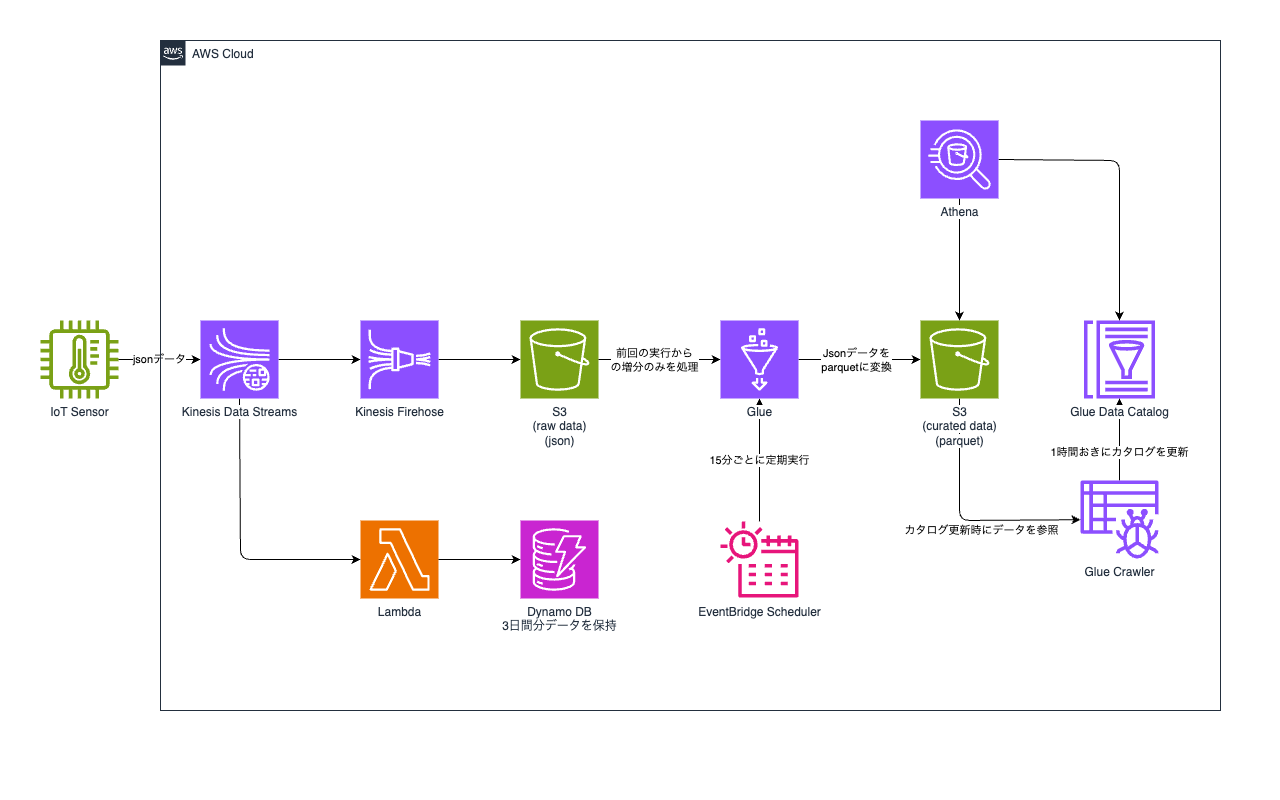 aws
AWS Cloud
Athena
jsonデータ
前回の実行から
の増分のみを処理
Jsonデータを
parquetに変換
IoT Sensor
Kinesis Data Streams
Kinesis Firehose
S3
(raw data)
(json)
Glue
S3
(curated data)
(parquet)
Glue Data Catalog
15分ごとに定期実行
1時間おきにカタログを更新
カタログ更新時にデータを参照
Glue Crawler
Lambda
Dynamo DB
3日間分データを保持
EventBridge Scheduler